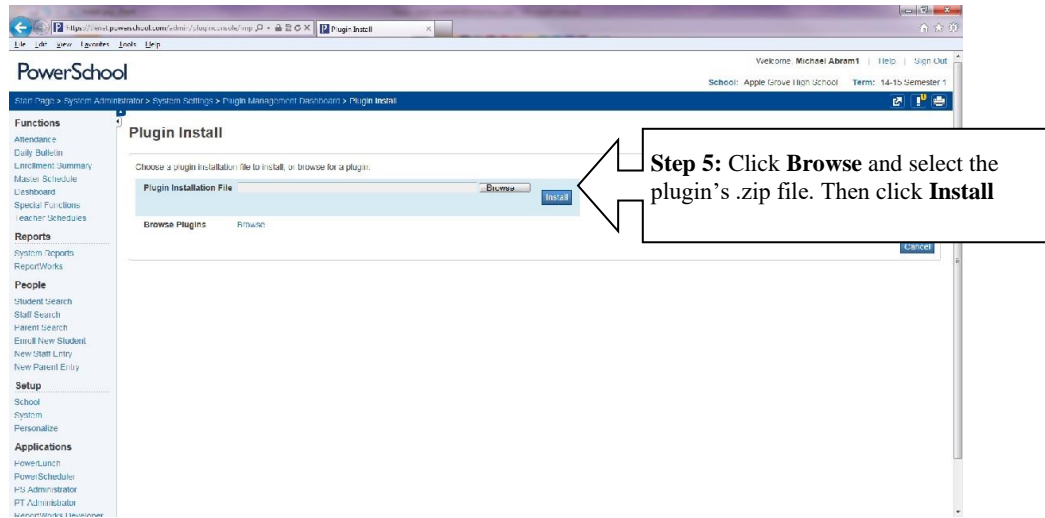 https://
powerschool.com/admin/pluginconsole/imp
Plugin Install
File Edit View Favorites Tools Help
PowerSchool
Welcome, Michael Abram1 | Help | Sign Out
School: Apple Grove High School Term: 14-15 Semester 1
Start Page > System Administrator > System Settings > Plugin Management Dashboard > Plugin Install
Functions
Attendance
Daily Bulletin
Enrollment Summary
Master Schedule
Dashboard
Special Functions
Teacher Schedules
Reports
System Reports
ReportWorks
People
Student Search
Staff Search
Parent Search
Enroll New Student
New Staff Entry
New Parent Entry
Setup
School
System
Personalize
Applications
PowerLunch
PowerScheduler
PS Administrator
PT Administrator
ReportWorks Developer
Plugin Install
Choose a plugin installation file to install, or browse for a plugin.
Plugin Installation File Browse...
Install
Browse Plugins Browse
Cancel
Step 5: Click Browse and select the
plugin's .zip file. Then click Install